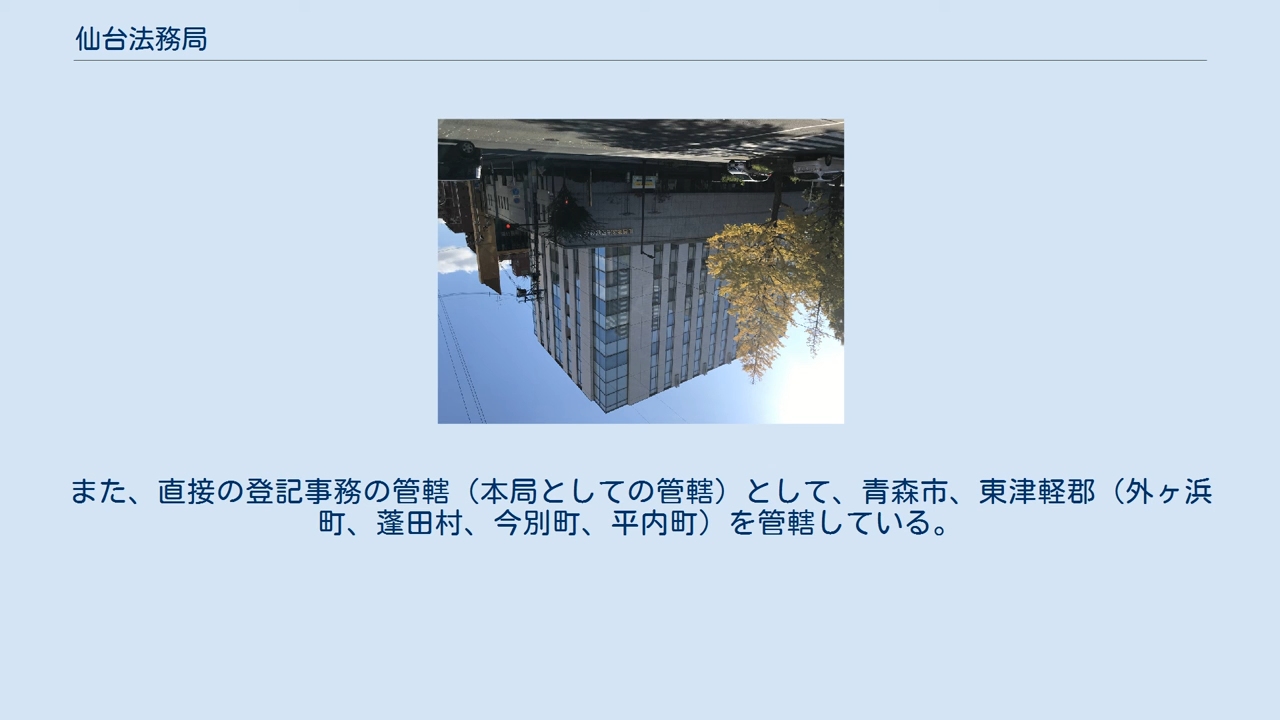 仙台法務局
また、直接の登記事務の管轄（本局としての管轄）として、青森市、東津軽郡（外ヶ浜
町、蓬田村、今別町、平内町）を管轄している。